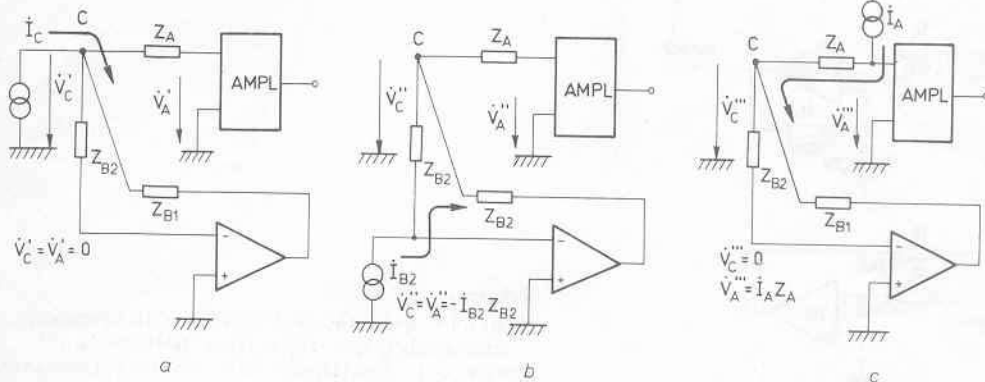 İ_C C Z_A
AMPL
V̇_C' V̇_A'
Z_B2
Z_B1
- +
V̇_C' = V̇_A' = 0
a
C Z_A
AMPL
V̇_C'' V̇_A''
Z_B2
Z_B2
- +
İ_B2
V̇_C'' = V̇_A'' = -İ_B2 Z_B2
b
İ_A
C Z_A
AMPL
V̇_C''' V̇_A'''
Z_B2
Z_B1
- +
V̇_C''' = 0
V̇_A''' = İ_A Z_A
c